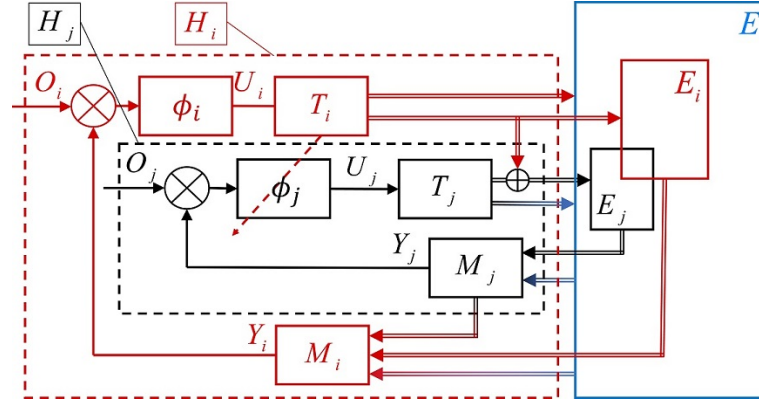 H_j
H_i
E
O_i
ϕ_i
U_i
T_i
E_i
O_j
ϕ_j
U_j
T_j
E_j
Y_j
M_j
Y_i
M_i